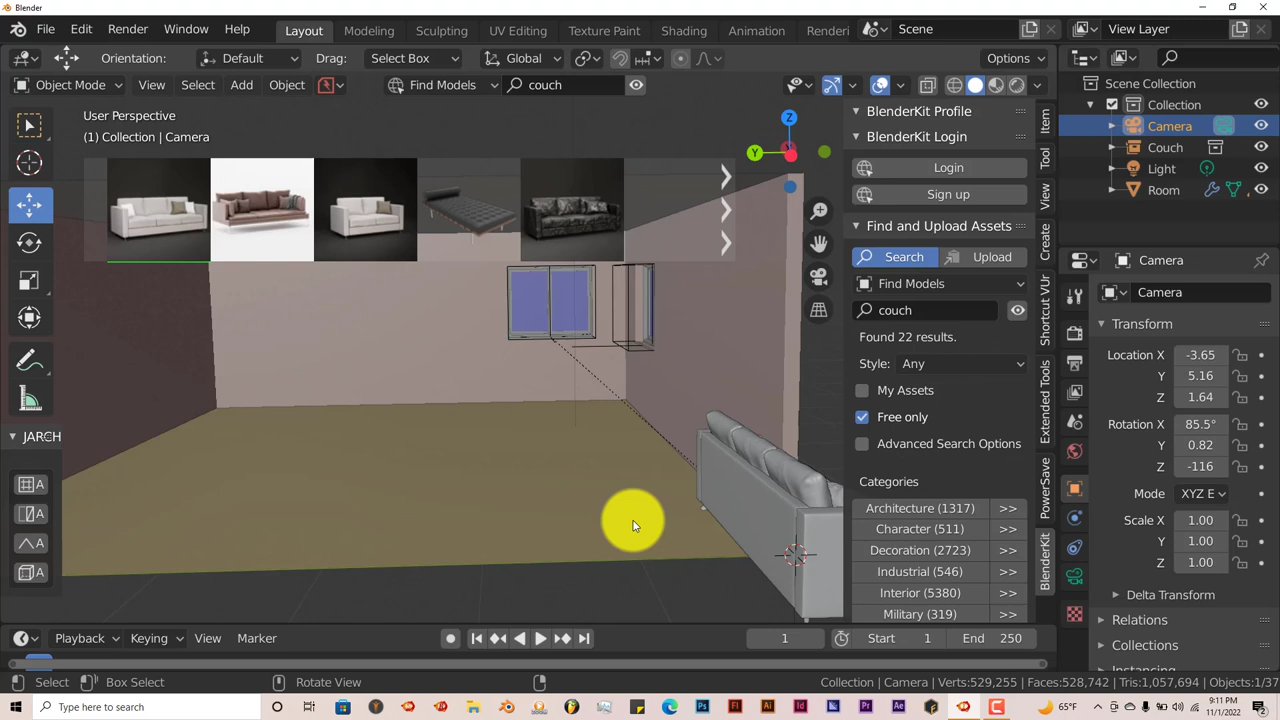 Blender
File Edit Render Window Help Layout Modeling Sculpting UV Editing Texture Paint Shading Animation Renderi Scene View Layer
Orientation: Default Drag: Select Box Global Options
Object Mode View Select Add Object Find Models couch
User Perspective
(1) Collection | Camera
Z
Y
JARCH
A
A
A
A
BlenderKit Profile
BlenderKit Login
Login
Sign up
Find and Upload Assets
Search Upload
Find Models
couch
Found 22 results.
Style: Any
My Assets
Free only
Advanced Search Options
Categories
Architecture (1317) >>
Character (511) >>
Decoration (2723) >>
Industrial (546) >>
Interior (5380) >>
Military (319) >>
Item
Tool
View
Create
Shortcut VUr
Extended Tools
PowerSave
BlenderKit
Scene Collection
Collection
Camera
Couch
Light
Room
Camera
Camera
Transform
Location X -3.65
Y 5.16
Z 1.64
Rotation X 85.5°
Y 0.82
Z -116
Mode XYZ E
Scale X 1.00
Y 1.00
Z 1.00
Delta Transform
Relations
Collections
Instancing
Playback Keying View Marker 1 Start 1 End 250
Select Box Select Rotate View Collection | Camera | Verts:529,255 | Faces:528,742 | Tris:1,057,694 | Objects:1/37
Type here to search 65°F 9:11 PM
11/1/2022